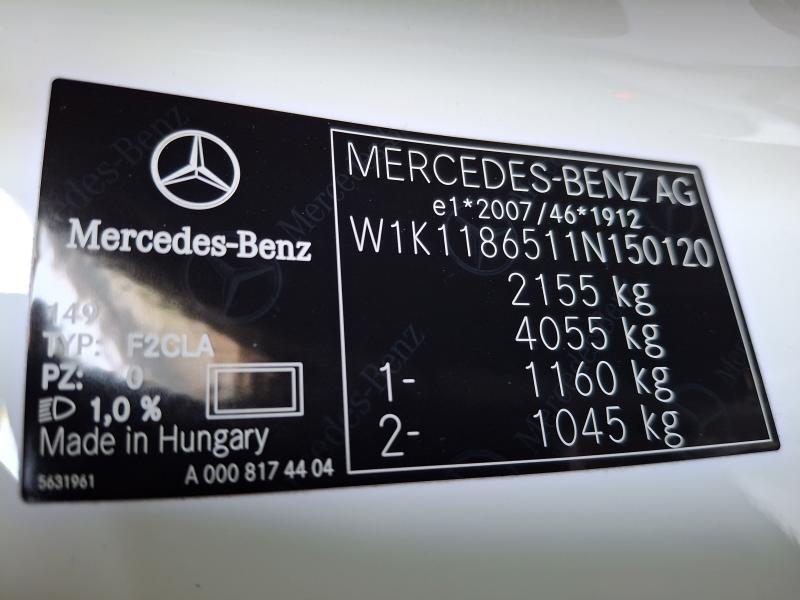 Mercedes-Benz
149
TYP: F2CLA
PZ: 0
1,0 %
Made in Hungary
5631961 A 000 817 44 04
MERCEDES-BENZ AG
e1*2007/46*1912
W1K1186511N150120
2155 kg
4055 kg
1- 1160 kg
2- 1045 kg